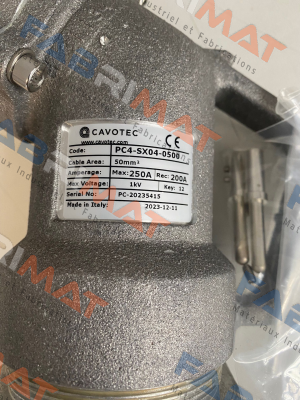 CAVOTEC CE
www.cavotec.com
Code: PC4-SX04-0500
Cable Area: 50mm²
Amperage: Max: 250A Rec: 200A
Max Voltage: 1kV Key: 12
Serial No: PC-20235415
Made in Italy: 2023-12-11
FABRIMAT